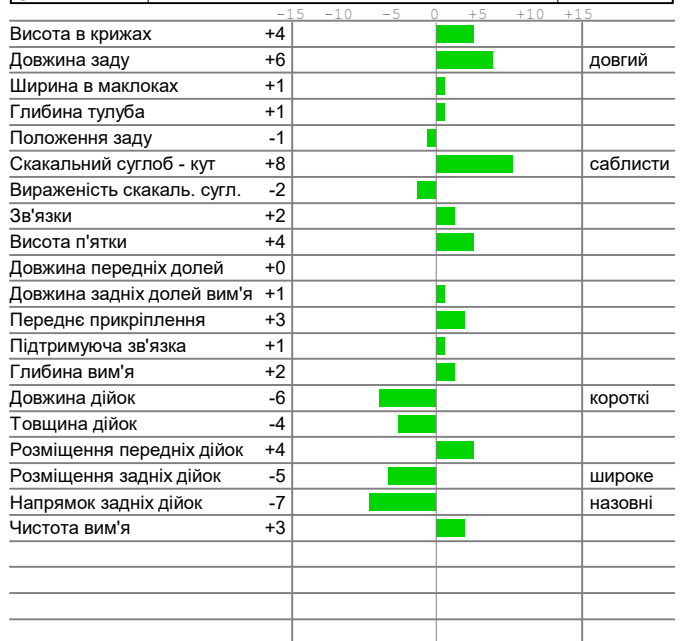 -15 -10 -5 0 +5 +10 +15
Висота в крижах +4
Довжина заду +6 довгий
Ширина в маклоках +1
Глибина тулуба +1
Положення заду -1
Скакальний суглоб - кут +8 саблисти
Вираженість скакаль. сугл. -2
Зв'язки +2
Висота п'ятки +4
Довжина передніх долей +0
Довжина задніх долей вим'я +1
Переднє прикріплення +3
Підтримуюча зв'язка +1
Глибина вим'я +2
Довжина дійок -6 короткі
Товщина дійок -4
Розміщення передніх дійок +4
Розміщення задніх дійок -5 широке
Напрямок задніх дійок -7 назовні
Чистота вим'я +3